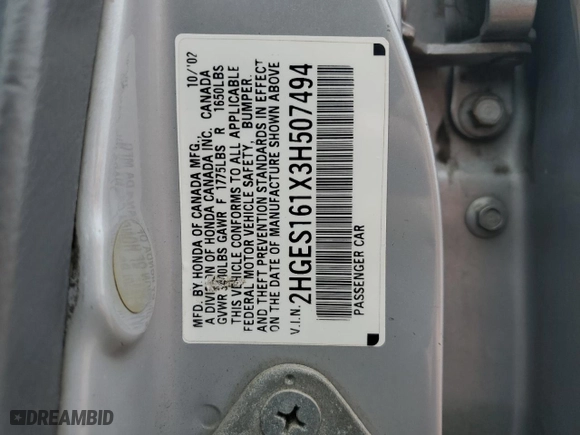 MFD. BY HONDA OF CANADA MFG., 10/'02
A DIVISION OF HONDA CANADA INC. CANADA
GVWR LBS GAWR F 1775LBS R 1650LBS
THIS VEHICLE CONFORMS TO ALL APPLICABLE
FEDERAL MOTOR VEHICLE SAFETY, BUMPER,
AND THEFT PREVENTION STANDARDS IN EFFECT
ON THE DATE OF MANUFACTURE SHOWN ABOVE
V.I.N. 2HGES161X3H507494
PASSENGER CAR
DREAMBID